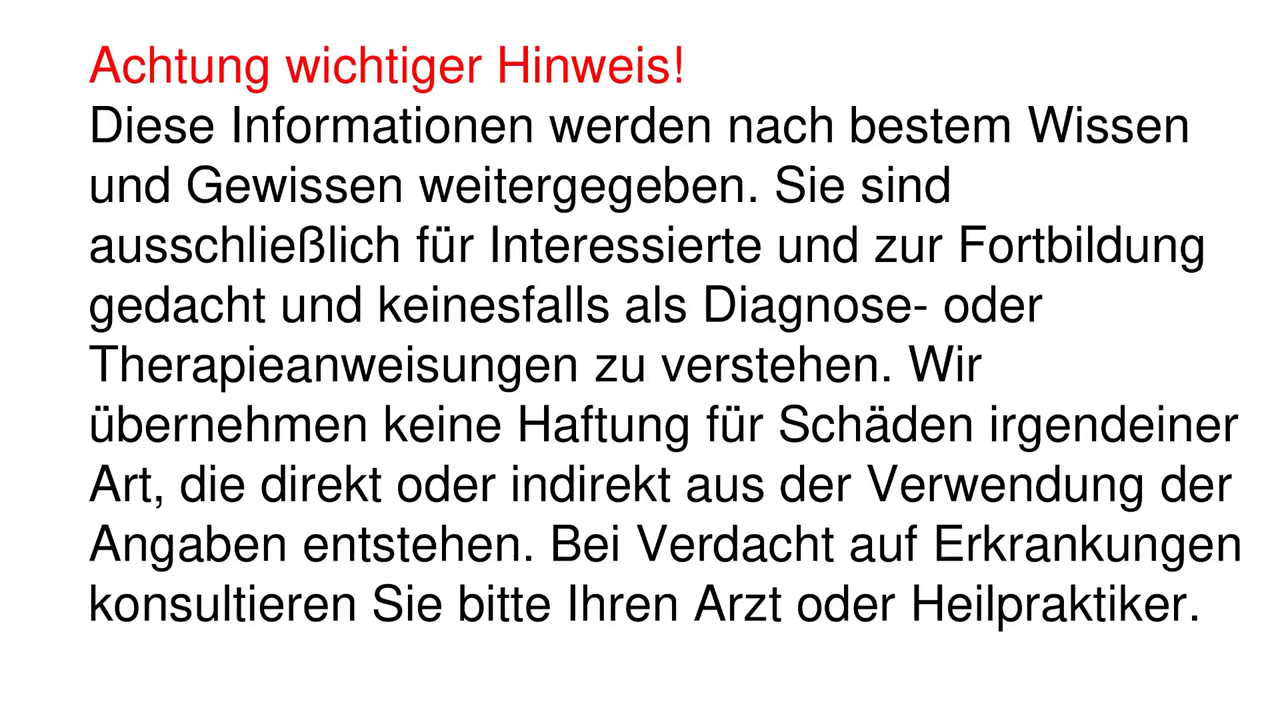 Achtung wichtiger Hinweis!
Diese Informationen werden nach bestem Wissen
und Gewissen weitergegeben. Sie sind
ausschließlich für Interessierte und zur Fortbildung
gedacht und keinesfalls als Diagnose- oder
Therapieanweisungen zu verstehen. Wir
übernehmen keine Haftung für Schäden irgendeiner
Art, die direkt oder indirekt aus der Verwendung der
Angaben entstehen. Bei Verdacht auf Erkrankungen
konsultieren Sie bitte Ihren Arzt oder Heilpraktiker.